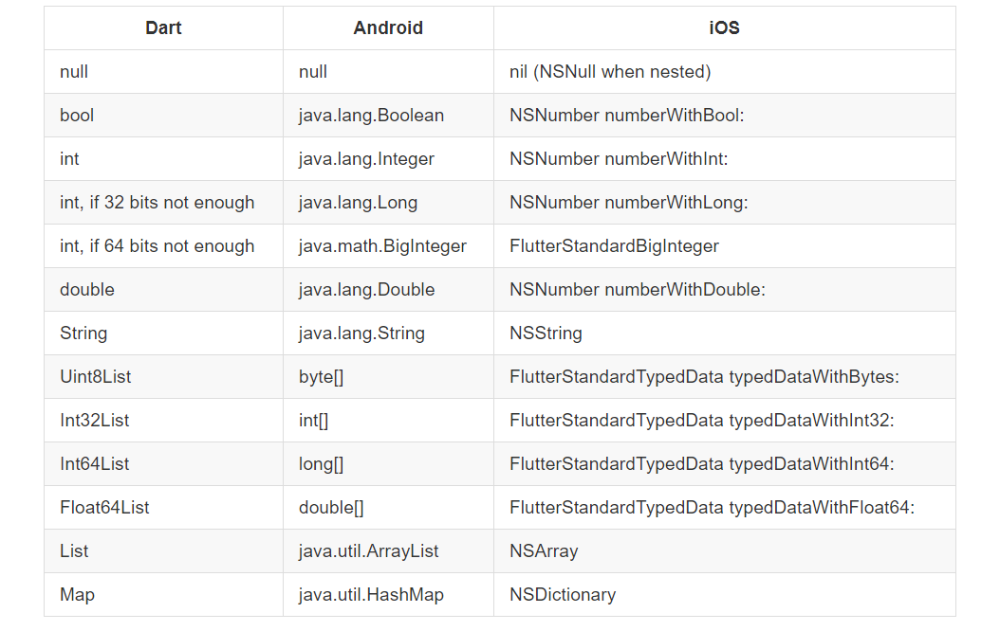 Dart Android iOS
null null nil (NSNull when nested)
bool java.lang.Boolean NSNumber numberWithBool:
int java.lang.Integer NSNumber numberWithInt:
int, if 32 bits not enough java.lang.Long NSNumber numberWithLong:
int, if 64 bits not enough java.math.BigInteger FlutterStandardBigInteger
double java.lang.Double NSNumber numberWithDouble:
String java.lang.String NSString
Uint8List byte[] FlutterStandardTypedData typedDataWithBytes:
Int32List int[] FlutterStandardTypedData typedDataWithInt32:
Int64List long[] FlutterStandardTypedData typedDataWithInt64:
Float64List double[] FlutterStandardTypedData typedDataWithFloat64:
List java.util.ArrayList NSArray
Map java.util.HashMap NSDictionary